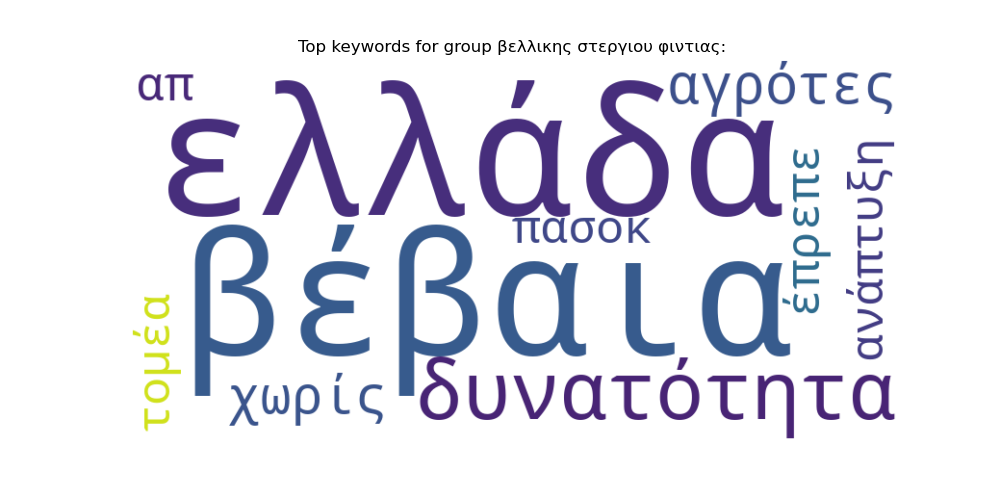 Top keywords for group βελλικης στεργιου φιντιας:
απ
αγρότες
ελλάδα
έπρεπε
ανάπτυξη
πασοκ
βέβαια
τομέα
χωρίς
δυνατότητα